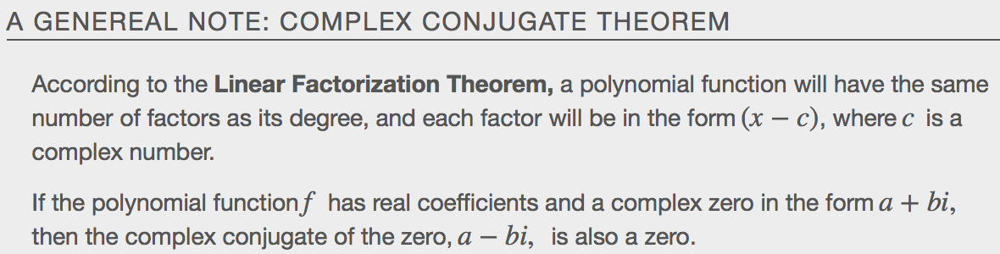 A GENEREAL NOTE: COMPLEX CONJUGATE THEOREM
According to the Linear Factorization Theorem, a polynomial function will have the same
number of factors as its degree, and each factor will be in the form (x − c), where c is a
complex number.
If the polynomial function f has real coefficients and a complex zero in the form a + bi,
then the complex conjugate of the zero, a − bi, is also a zero.